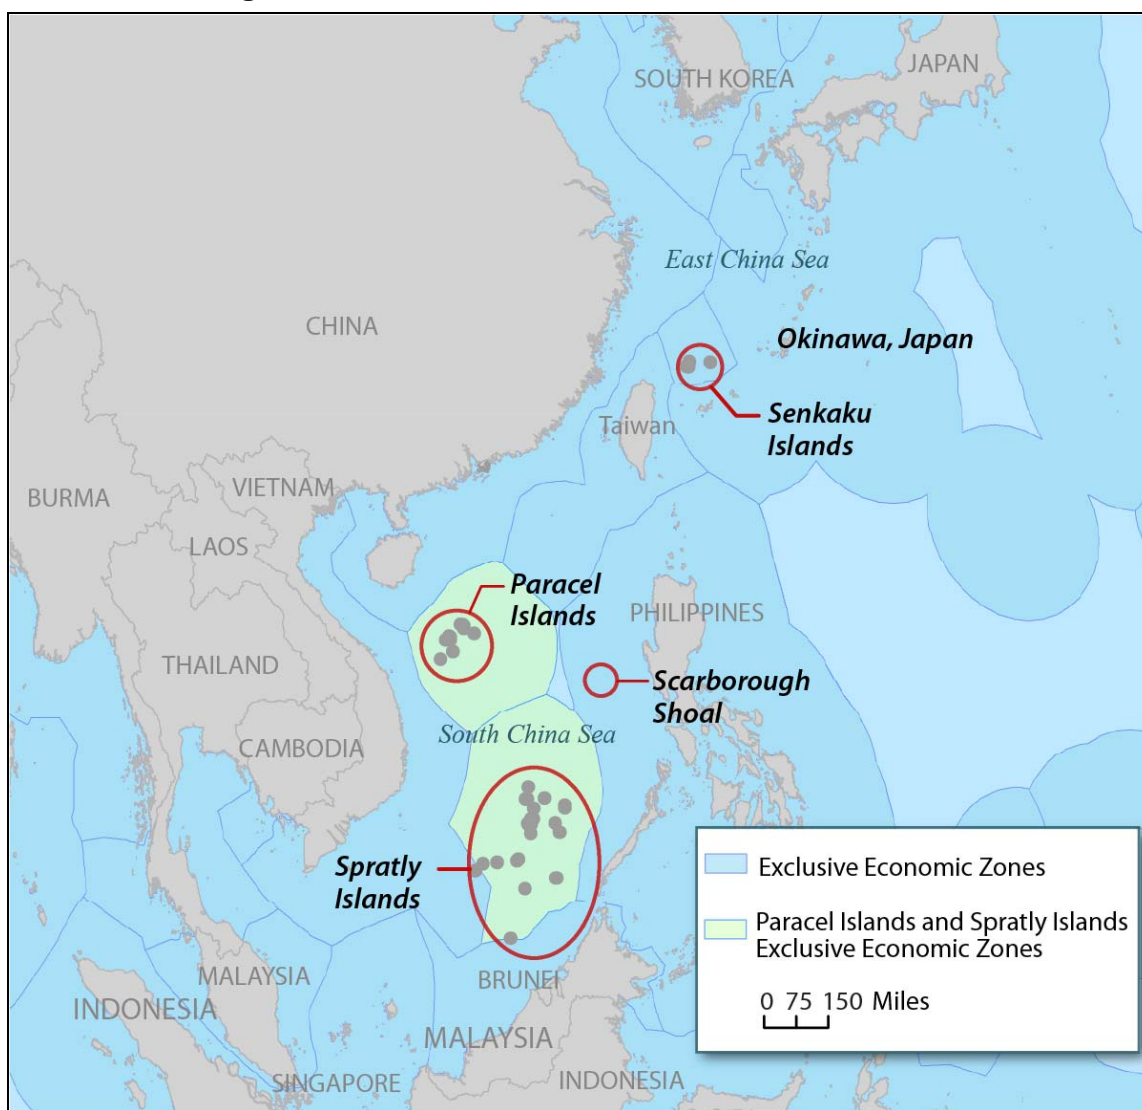 SOUTH KOREA
JAPAN
East China Sea
CHINA
Okinawa, Japan
Senkaku
Islands
Taiwan
VIETNAM
BURMA
LAOS
Paracel
Islands
PHILIPPINES
THAILAND
Scarborough
Shoal
South China Sea
CAMBODIA
Spratly
Islands
Exclusive Economic Zones
Paracel Islands and Spratly Islands
Exclusive Economic Zones
0 75 150 Miles
MALAYSIA
BRUNEI
INDONESIA
MALAYSIA
SINGAPORE
INDONESIA